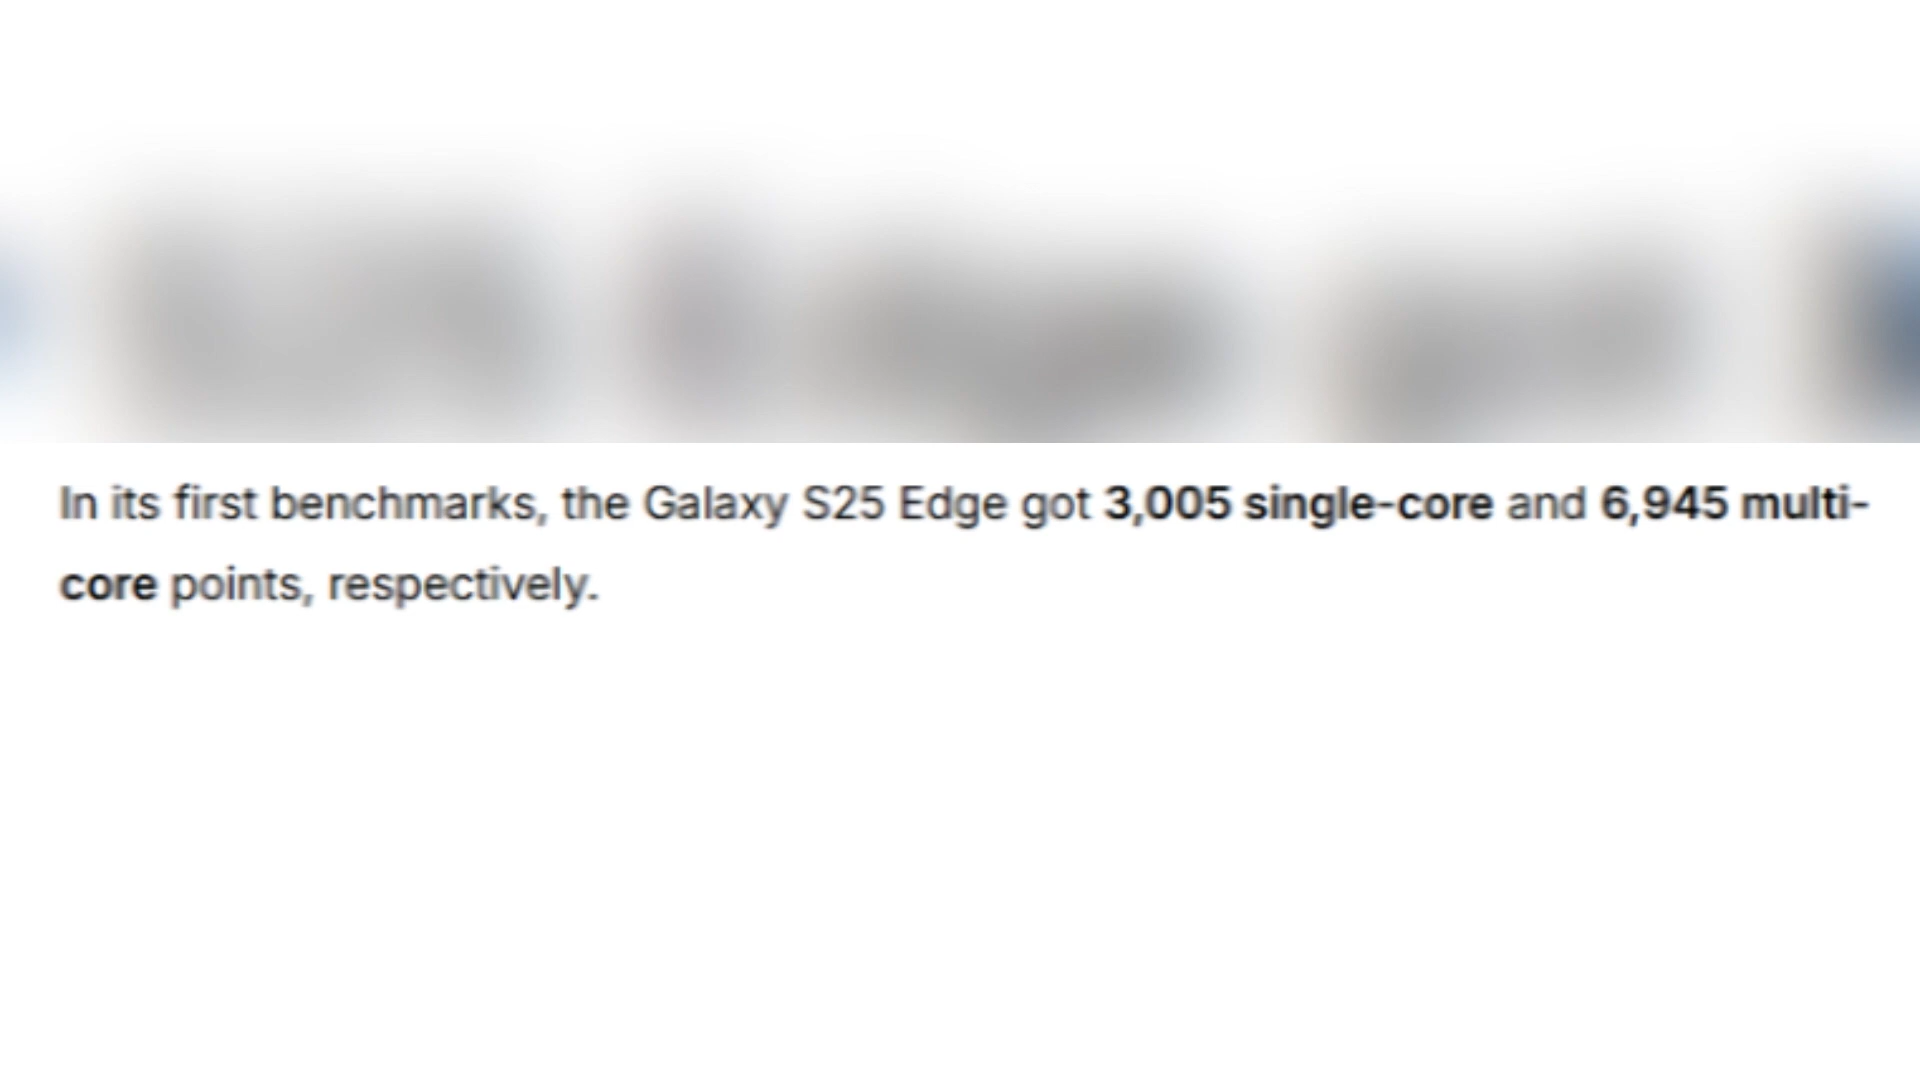 In its first benchmarks, the Galaxy S25 Edge got 3,005 single-core and 6,945 multi-
core points, respectively.